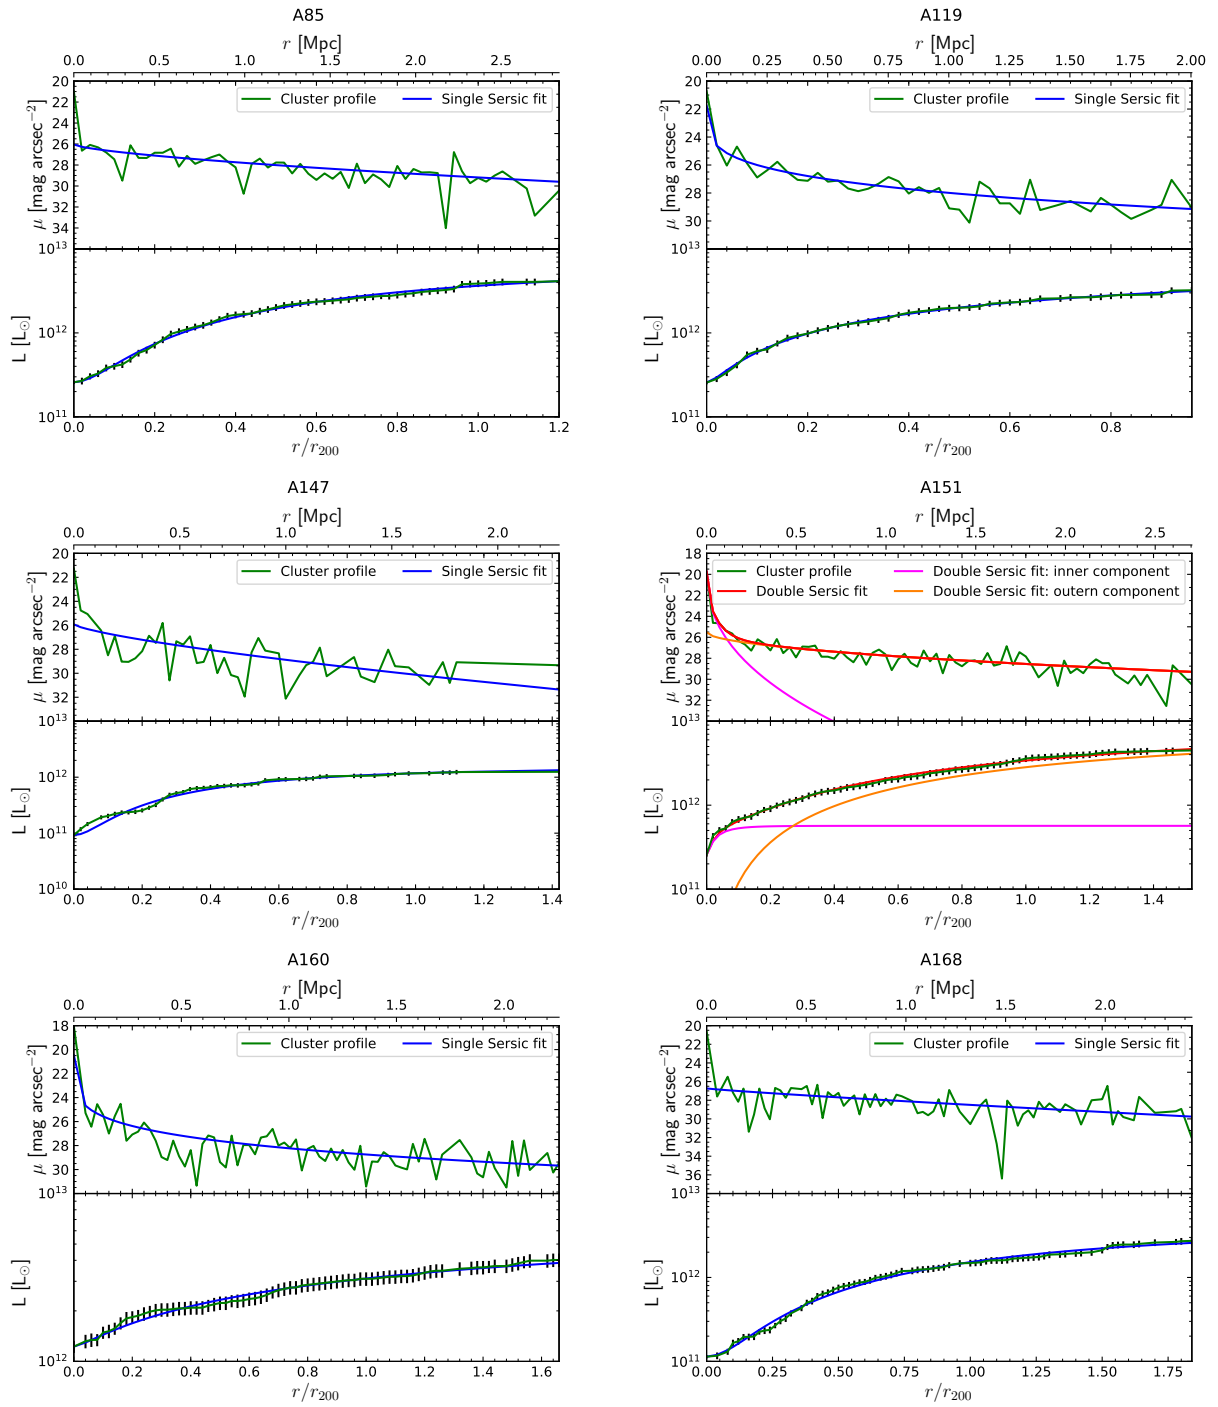 A85
r [Mpc]
0.0 0.5 1.0 1.5 2.0 2.5
Cluster profile Single Sersic fit
μ [mag arcsec⁻²]
20
22
24
26
28
30
32
34
L [L⊙]
10¹³
10¹²
10¹¹
0.0 0.2 0.4 0.6 0.8 1.0 1.2
r/r₂₀₀
A119
r [Mpc]
0.00 0.25 0.50 0.75 1.00 1.25 1.50 1.75 2.00
Cluster profile Single Sersic fit
μ [mag arcsec⁻²]
20
22
24
26
28
30
L [L⊙]
10¹³
10¹²
10¹¹
0.0 0.2 0.4 0.6 0.8
r/r₂₀₀
A147
r [Mpc]
0.0 0.5 1.0 1.5 2.0
Cluster profile Single Sersic fit
μ [mag arcsec⁻²]
20
22
24
26
28
30
32
L [L⊙]
10¹³
10¹²
10¹¹
10¹⁰
0.0 0.2 0.4 0.6 0.8 1.0 1.2 1.4
r/r₂₀₀
A151
r [Mpc]
0.0 0.5 1.0 1.5 2.0 2.5
Cluster profile Double Sersic fit: inner component
Double Sersic fit Double Sersic fit: outern component
μ [mag arcsec⁻²]
18
20
22
24
26
28
30
32
L [L⊙]
10¹³
10¹²
10¹¹
0.0 0.2 0.4 0.6 0.8 1.0 1.2 1.4
r/r₂₀₀
A160
r [Mpc]
0.0 0.5 1.0 1.5 2.0
Cluster profile Single Sersic fit
μ [mag arcsec⁻²]
18
20
22
24
26
28
30
L [L⊙]
10¹³
10¹²
0.0 0.2 0.4 0.6 0.8 1.0 1.2 1.4 1.6
r/r₂₀₀
A168
r [Mpc]
0.0 0.5 1.0 1.5 2.0
Cluster profile Single Sersic fit
μ [mag arcsec⁻²]
20
22
24
26
28
30
32
34
36
L [L⊙]
10¹³
10¹²
10¹¹
0.00 0.25 0.50 0.75 1.00 1.25 1.50 1.75
r/r₂₀₀